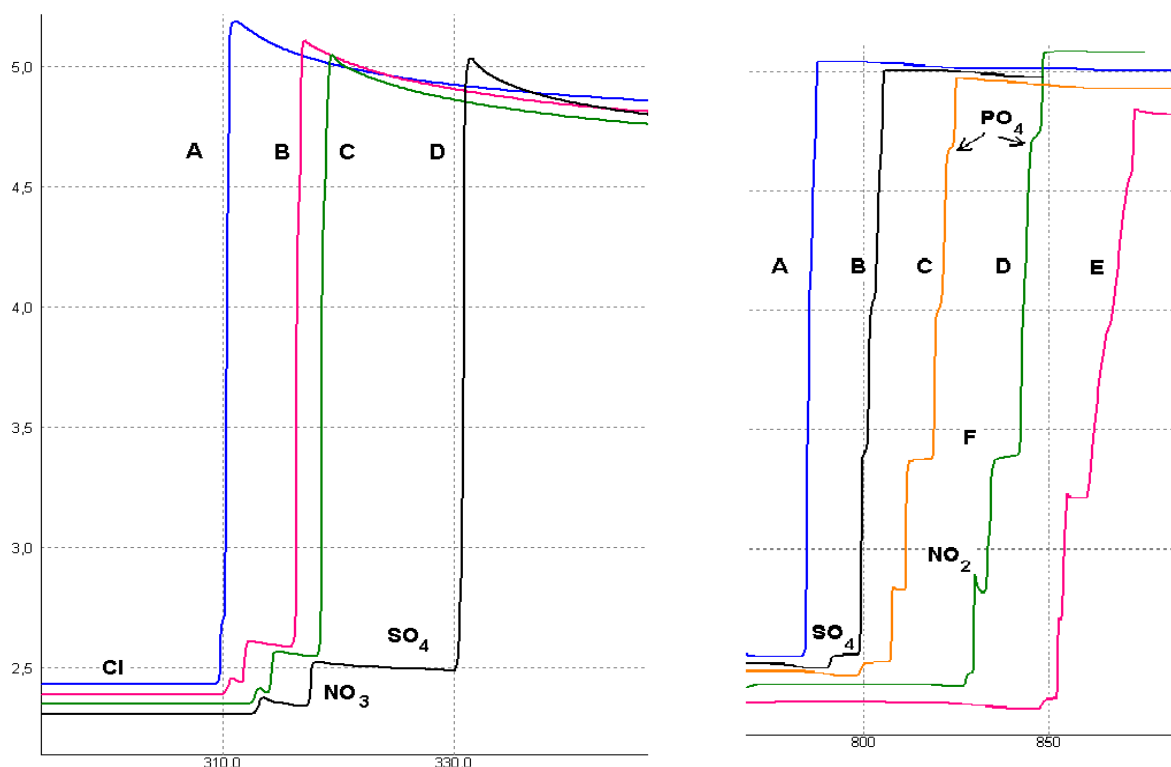 5,0
4,5
4,0
3,5
3,0
2,5
A B C D
Cl
SO₄
NO₃
310.0 330.0
PO₄
A B C D E
F
NO₂
SO₄
800 850